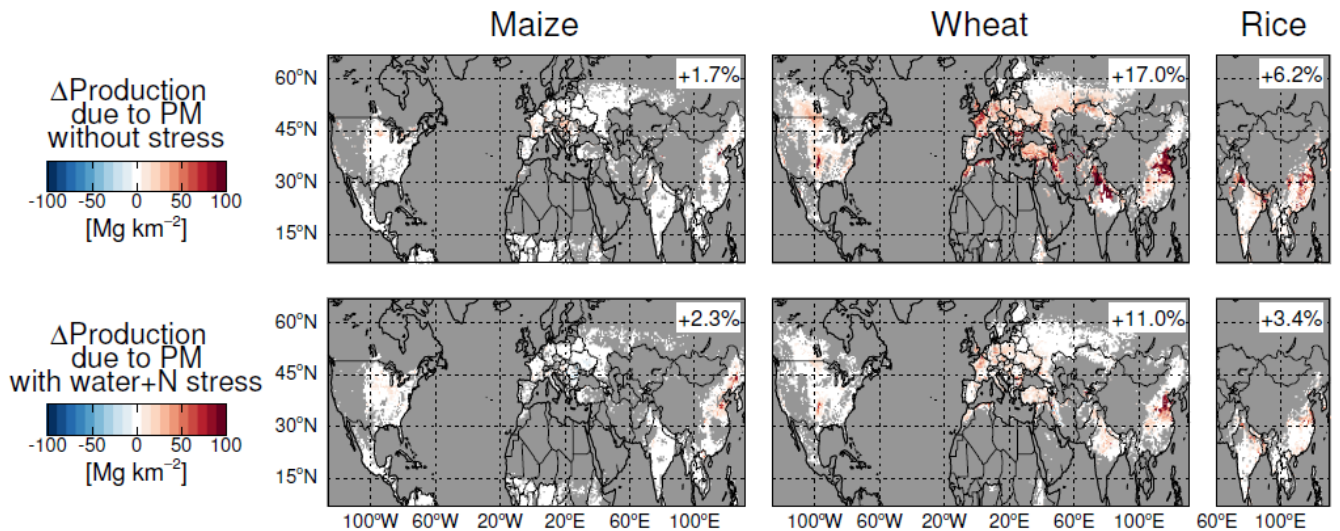 Maize Wheat Rice
ΔProduction
due to PM
without stress
-100 -50 0 50 100
[Mg km⁻²]
60°N
45°N
30°N
15°N
+1.7%
+17.0%
+6.2%
ΔProduction
due to PM
with water+N stress
-100 -50 0 50 100
[Mg km⁻²]
60°N
45°N
30°N
15°N
+2.3%
+11.0%
+3.4%
100°W 60°W 20°W 20°E 60°E 100°E 100°W 60°W 20°W 20°E 60°E 100°E 60°E 100°E